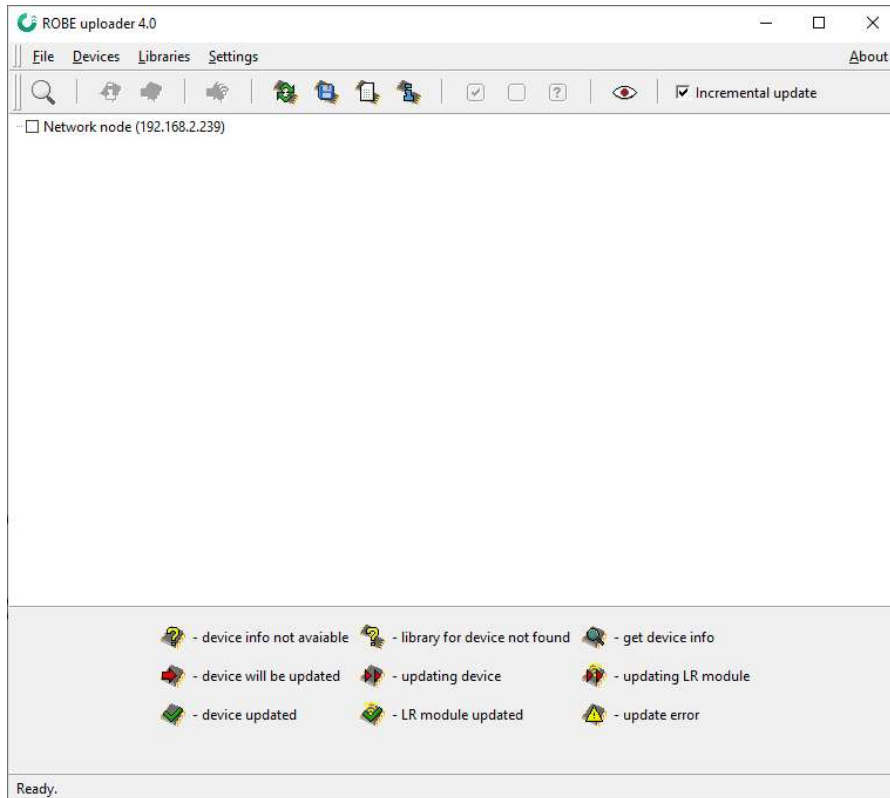 ROBE uploader 4.0
File Devices Libraries Settings About
Incremental update
Network node (192.168.2.239)
- device info not avaiable - library for device not found - get device info
- device will be updated - updating device - updating LR module
- device updated - LR module updated - update error
Ready.